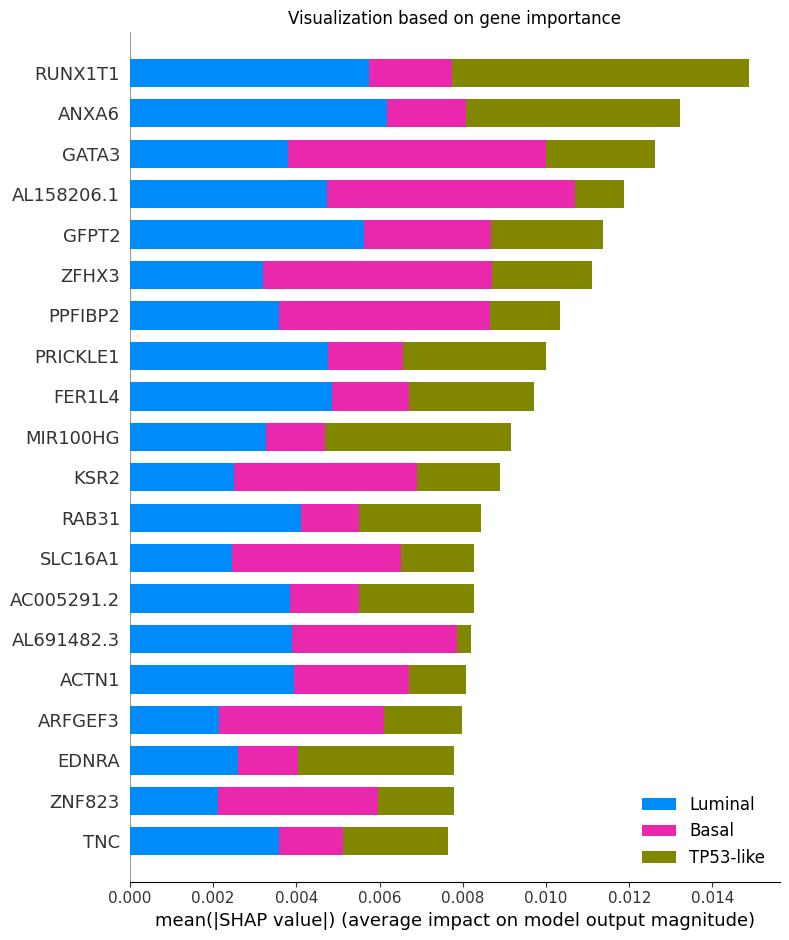 Visualization based on gene importance
RUNX1T1
ANXA6
GATA3
AL158206.1
GFPT2
ZFHX3
PPFIBP2
PRICKLE1
FER1L4
MIR100HG
KSR2
RAB31
SLC16A1
AC005291.2
AL691482.3
ACTN1
ARFGEF3
EDNRA
ZNF823
TNC
Luminal
Basal
TP53-like
0.000 0.002 0.004 0.006 0.008 0.010 0.012 0.014
mean(|SHAP value|) (average impact on model output magnitude)